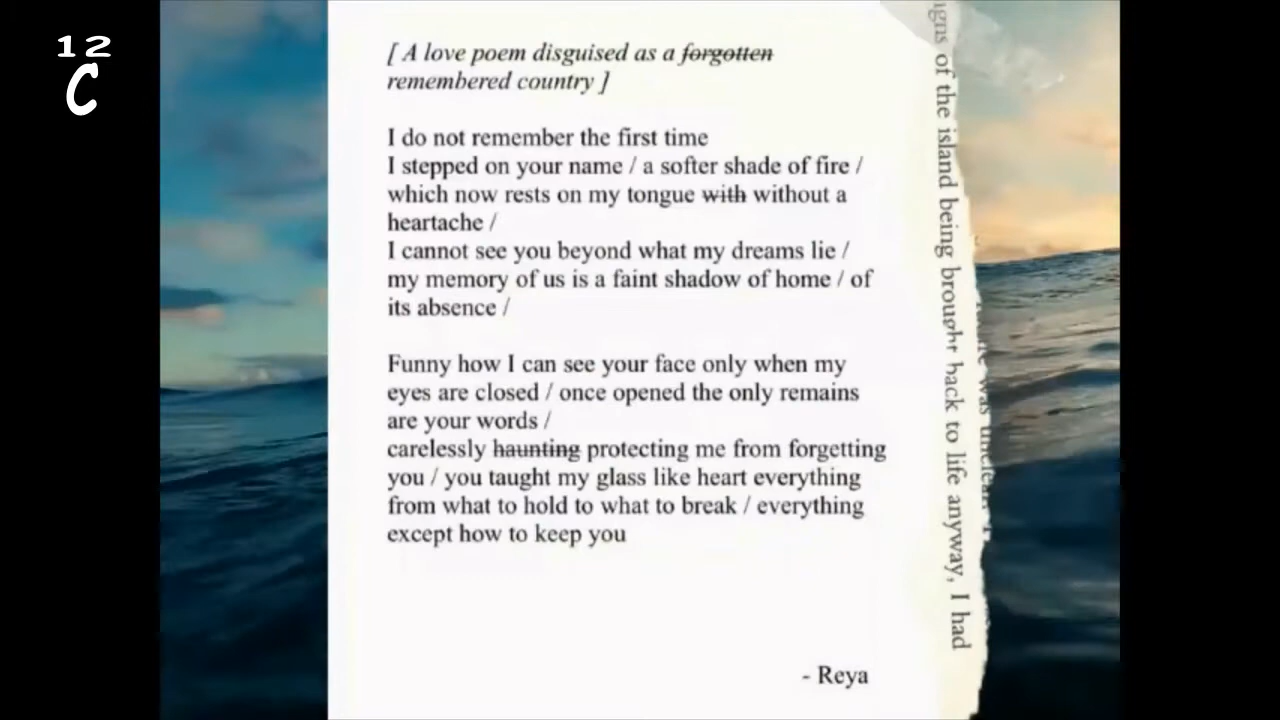 12
C
[ A love poem disguised as a forgotten
remembered country ]
I do not remember the first time
I stepped on your name / a softer shade of fire /
which now rests on my tongue with without a
heartache /
I cannot see you beyond what my dreams lie /
my memory of us is a faint shadow of home / of
its absence /
Funny how I can see your face only when my
eyes are closed / once opened the only remains
are your words /
carelessly haunting protecting me from forgetting
you / you taught my glass like heart everything
from what to hold to what to break / everything
except how to keep you
- Reya
of the island being brought back to life anyway, I had
was unclear. I